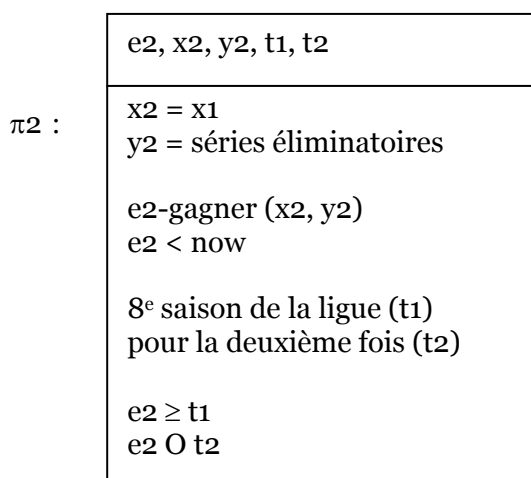 e2, x2, y2, t1, t2
π2 :
x2 = x1
y2 = séries éliminatoires
e2-gagner (x2, y2)
e2 < now
8e saison de la ligue (t1)
pour la deuxième fois (t2)
e2 ≥ t1
e2 O t2